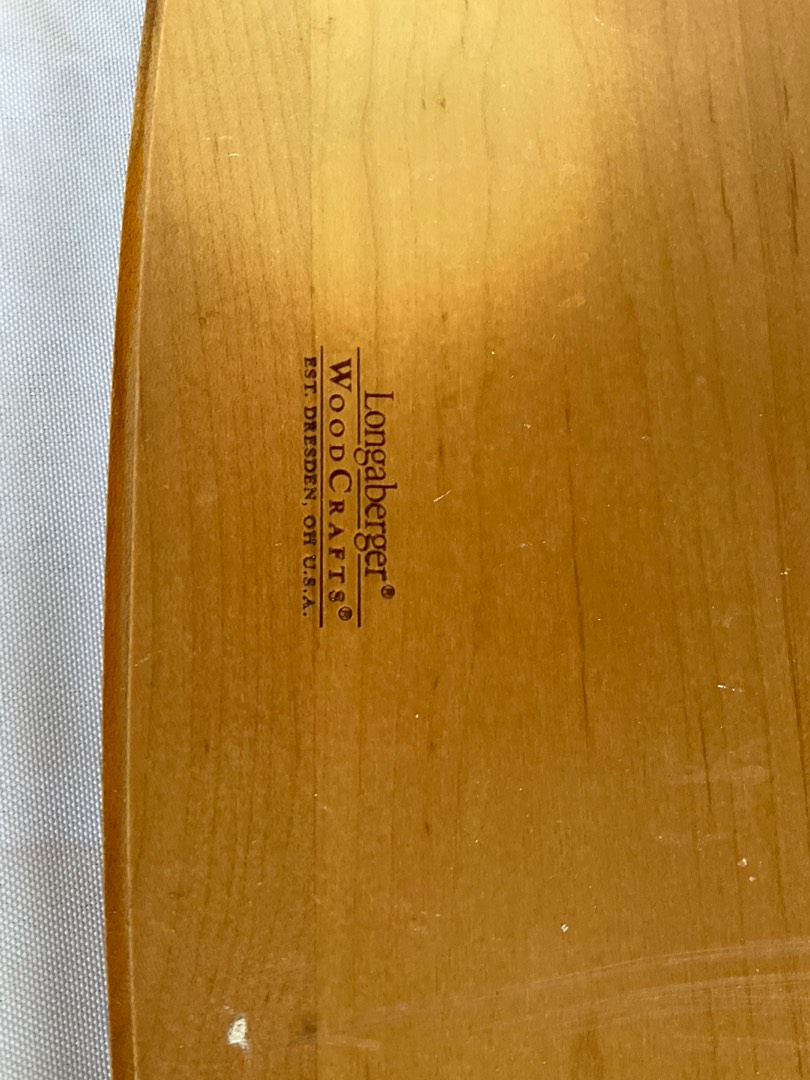 Longaberger®
WOODCRAFTS®
EST. DRESDEN, OH U.S.A.